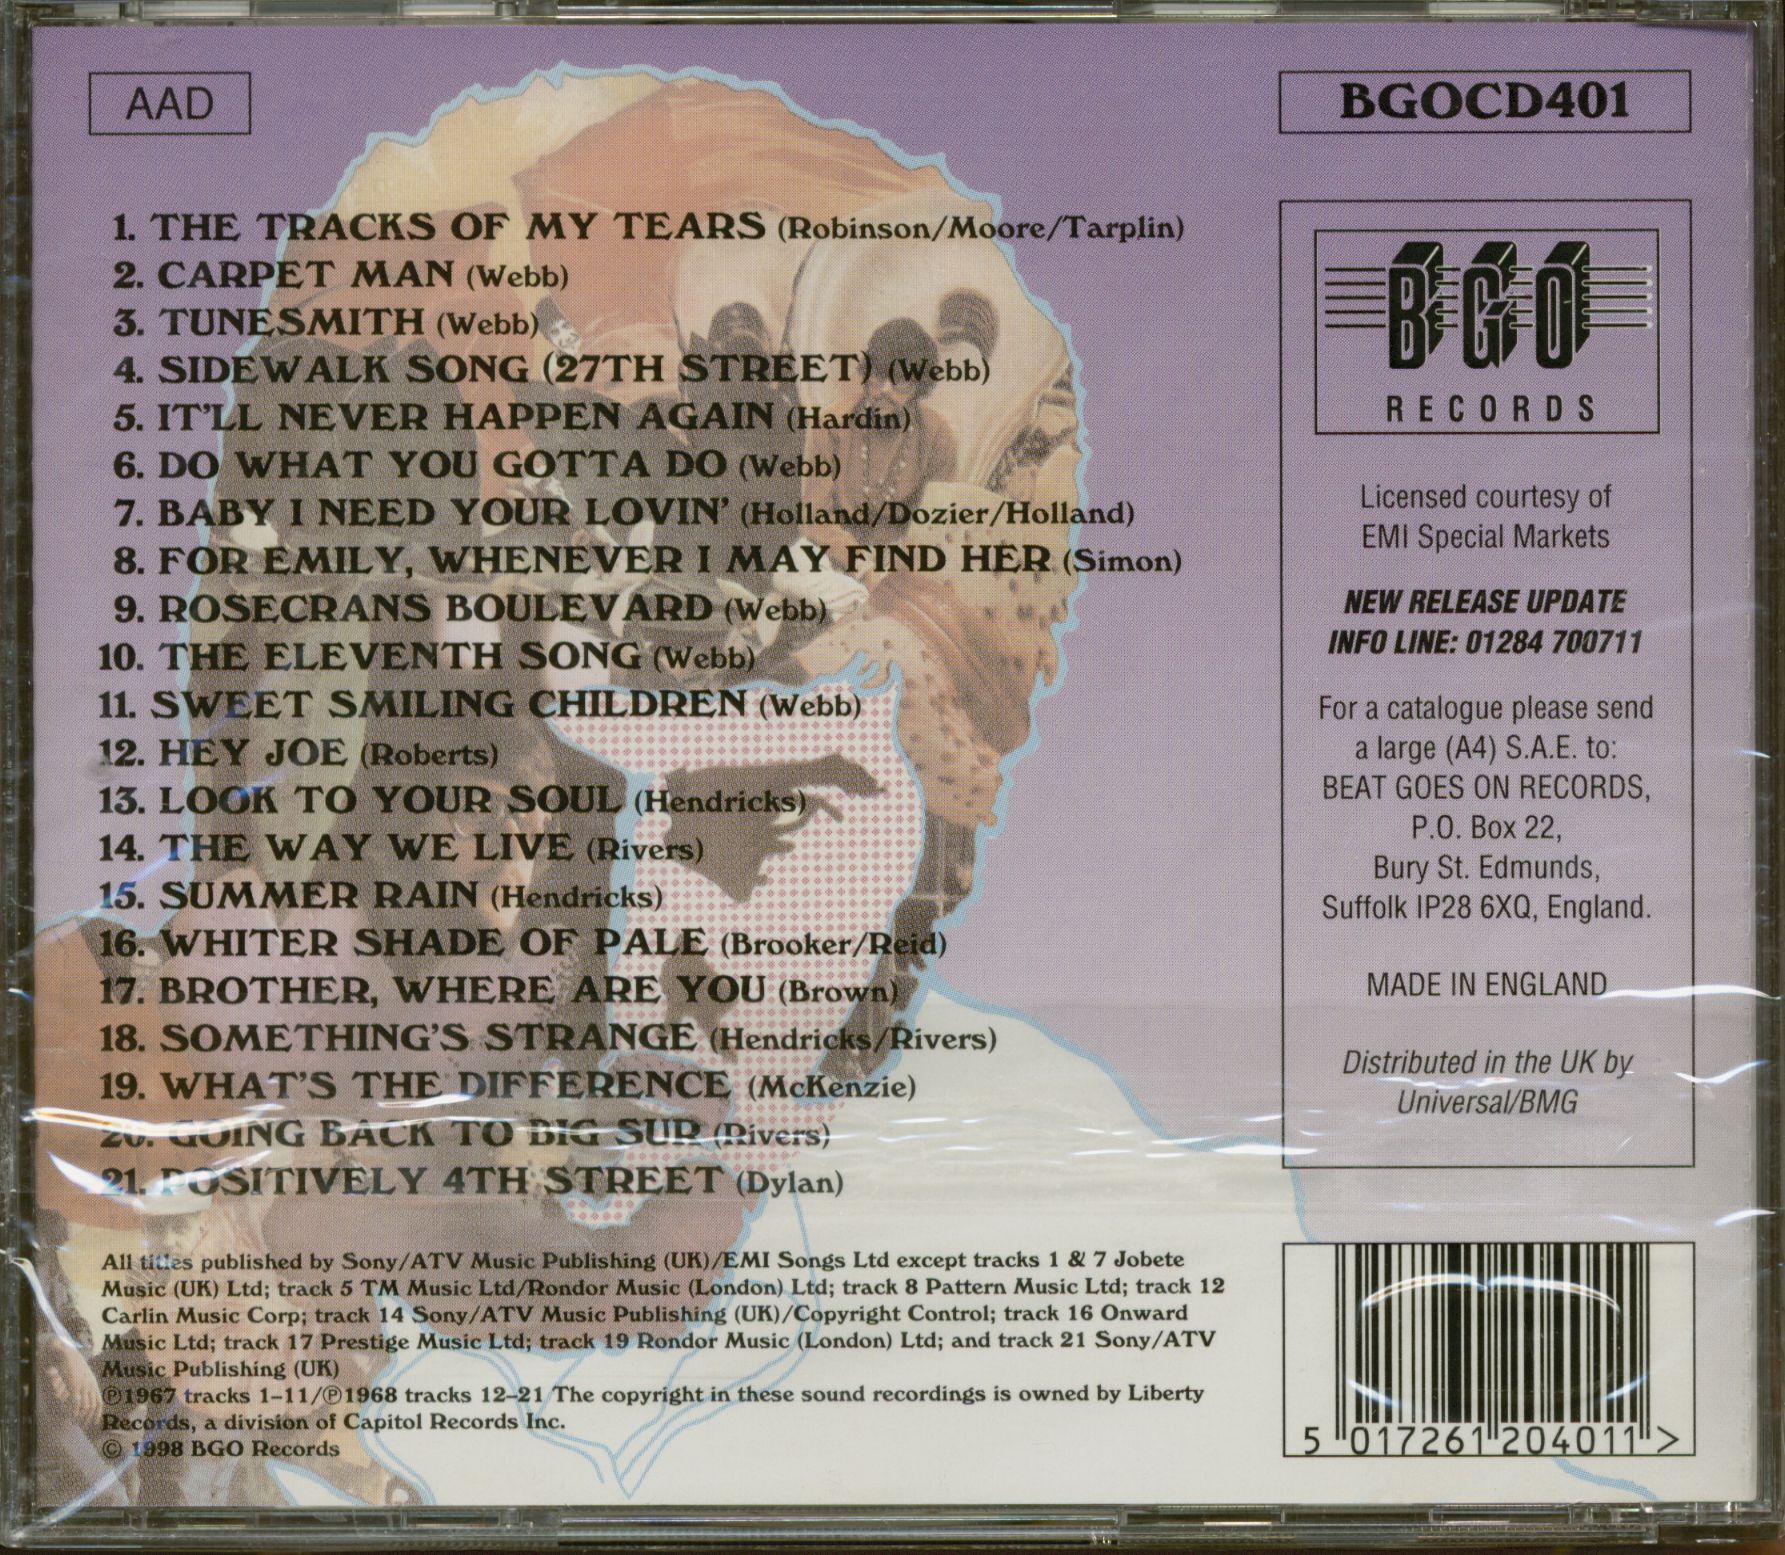 AAD
BGOCD401
1. THE TRACKS OF MY TEARS (Robinson/Moore/Tarplin)
2. CARPET MAN (Webb)
3. TUNESMITH (Webb)
4. SIDEWALK SONG (27TH STREET) (Webb)
5. IT'LL NEVER HAPPEN AGAIN (Hardin)
6. DO WHAT YOU GOTTA DO (Webb)
7. BABY I NEED YOUR LOVIN' (Holland/Dozier/Holland)
8. FOR EMILY, WHENEVER I MAY FIND HER (Simon)
9. ROSECRANS BOULEVARD (Webb)
10. THE ELEVENTH SONG (Webb)
11. SWEET SMILING CHILDREN (Webb)
12. HEY JOE (Roberts)
13. LOOK TO YOUR SOUL (Hendricks)
14. THE WAY WE LIVE (Rivers)
15. SUMMER RAIN (Hendricks)
16. WHITER SHADE OF PALE (Brooker/Reid)
17. BROTHER, WHERE ARE YOU (Brown)
18. SOMETHING'S STRANGE (Hendricks/Rivers)
19. WHAT'S THE DIFFERENCE (McKenzie)
20. GOING BACK TO BIG SUR (Rivers)
21. POSITIVELY 4TH STREET (Dylan)
All titles published by Sony/ATV Music Publishing (UK)/EMI Songs Ltd except tracks 1 & 7 Jobete
Music (UK) Ltd; track 5 TM Music Ltd/Rondor Music (London) Ltd; track 8 Pattern Music Ltd; track 12
Carlin Music Corp; track 14 Sony/ATV Music Publishing (UK)/Copyright Control; track 16 Onward
Music Ltd; track 17 Prestige Music Ltd; track 19 Rondor Music (London) Ltd; and track 21 Sony/ATV
Music Publishing (UK)
℗1967 tracks 1–11/℗1968 tracks 12–21 The copyright in these sound recordings is owned by Liberty
Records, a division of Capitol Records Inc.
© 1998 BGO Records
BGO
RECORDS
Licensed courtesy of
EMI Special Markets
NEW RELEASE UPDATE
INFO LINE: 01284 700711
For a catalogue please send
a large (A4) S.A.E. to:
BEAT GOES ON RECORDS,
P.O. Box 22,
Bury St. Edmunds,
Suffolk IP28 6XQ, England.
MADE IN ENGLAND
Distributed in the UK by
Universal/BMG
5 017261 204011 >